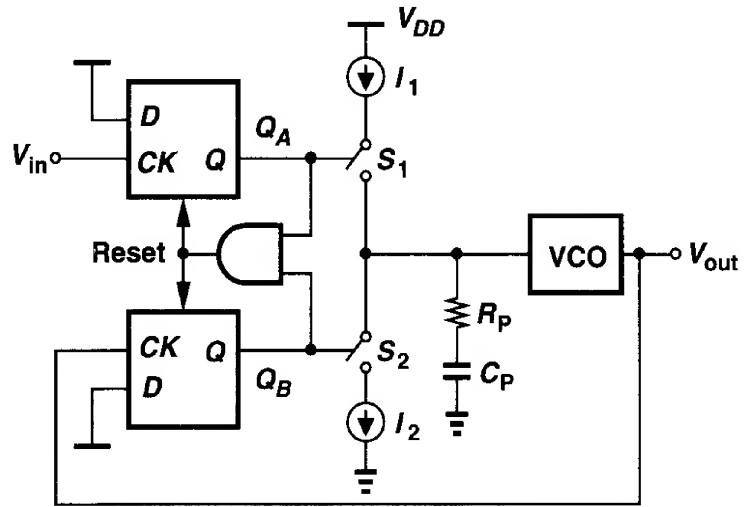 V_DD
I_1
D
Q_A
V_in
CK
Q
S_1
Reset
VCO
V_out
CK
Q
S_2
R_P
D
Q_B
C_P
I_2